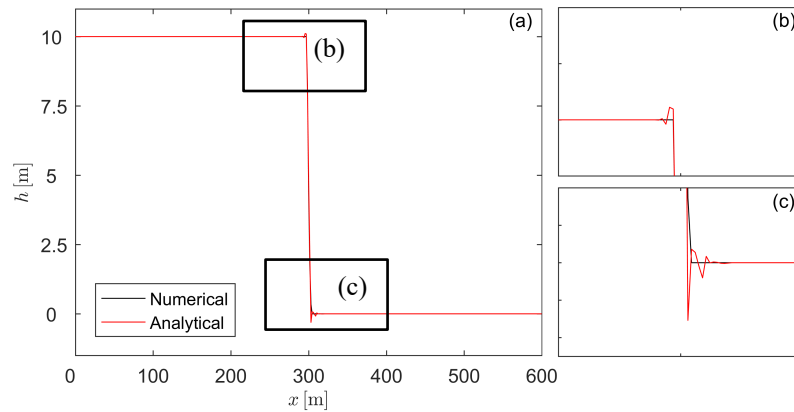 (a)
(b)
10
(b)
7.5
h [m]
5
(c)
2.5
(c)
Numerical
Analytical
0
0 100 200 300 400 500 600
x [m]